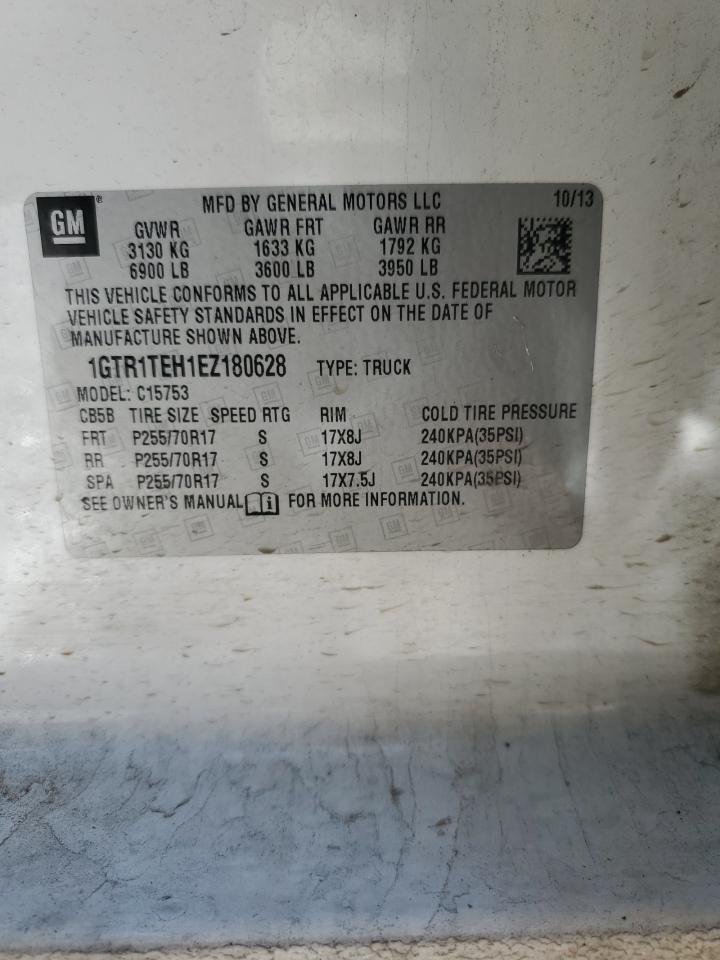 GM® MFD BY GENERAL MOTORS LLC 10/13
GVWR GAWR FRT GAWR RR
3130 KG 1633 KG 1792 KG
6900 LB 3600 LB 3950 LB
THIS VEHICLE CONFORMS TO ALL APPLICABLE U.S. FEDERAL MOTOR
VEHICLE SAFETY STANDARDS IN EFFECT ON THE DATE OF
MANUFACTURE SHOWN ABOVE.
1GTR1TEH1EZ180628 TYPE: TRUCK
MODEL: C15753
CB5B TIRE SIZE SPEED RTG RIM COLD TIRE PRESSURE
FRT P255/70R17 S 17X8J 240KPA(35PSI)
RR P255/70R17 S 17X8J 240KPA(35PSI)
SPA P255/70R17 S 17X7.5J 240KPA(35PSI)
SEE OWNER'S MANUAL FOR MORE INFORMATION.